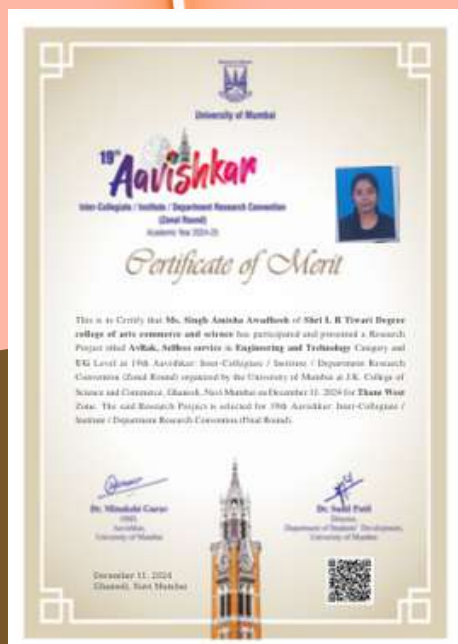 University of Mumbai
19th
Aavishkar
Inter-Collegiate / Institute / Department Research Convention
(Zonal Round)
Academic Year 2024-25
Certificate of Merit
This is to Certify that Ms. Singh Amisha Awadhesh of Shri L R Tiwari Degree
college of arts commerce and science has participated and presented a Research
Project titled Selfless service in Engineering and Technology Category and
UG Level at 19th Aavishkar: Inter-Collegiate / Institute / Department Research
Convention (Zonal Round) organized by the University of Mumbai at J.K. College of
Science and Commerce, Ghansoli, Navi Mumbai on December 11, 2024 for Thane West
Zone. The said Research Project is selected for 19th Aavishkar: Inter-Collegiate /
Institute / Department Research Convention (Final Round).
Dr. Minakshi Gurav
Aavishkar,
University of Mumbai
Dr. Sunil Patil
Director,
Department of Students' Development,
University of Mumbai
December 11, 2024
Ghansoli, Navi Mumbai